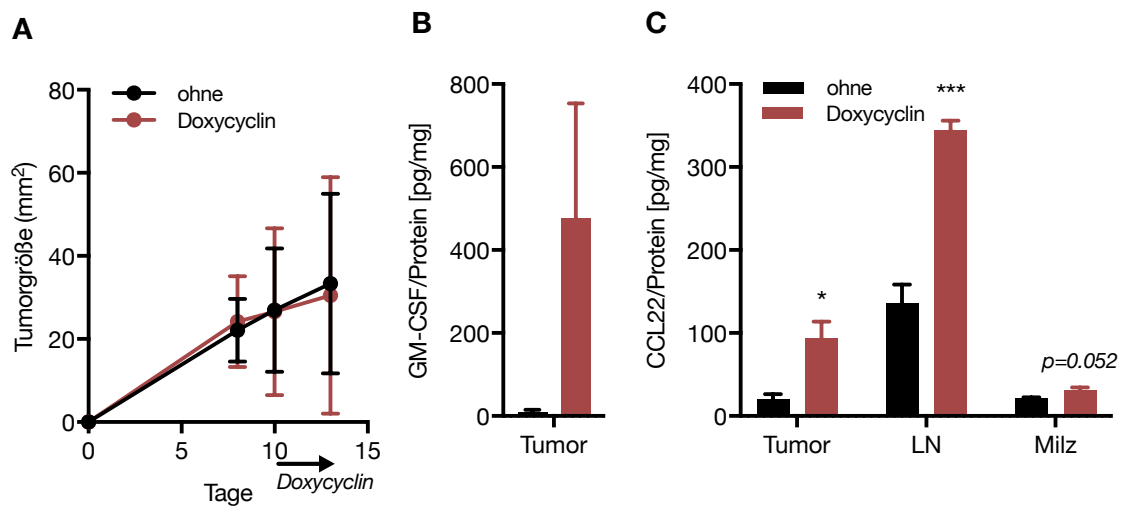 A
Tumorgröße (mm²)
80
60
40
20
0
ohne
Doxycyclin
0
5
10
15
Doxycyclin
Tage
B
GM-CSF/Protein [pg/mg]
800
600
400
200
0
Tumor
C
CCL22/Protein [pg/mg]
400
300
200
100
0
ohne
Doxycyclin
*
***
p=0.052
Tumor
LN
Milz